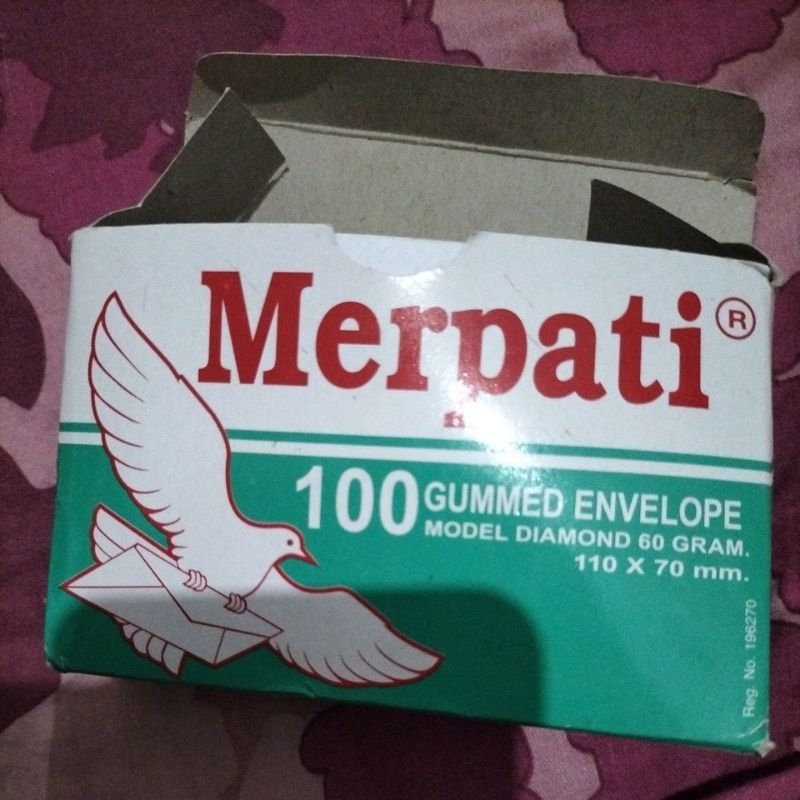 Merpati®
100 GUMMED ENVELOPE
MODEL DIAMOND 60 GRAM.
110 X 70 mm.
Reg. No. 196270